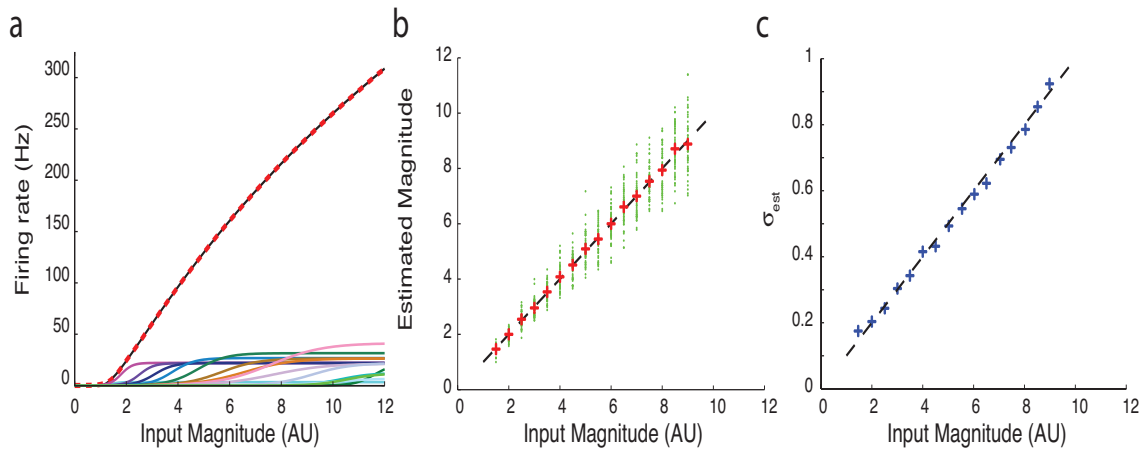 a
Firing rate (Hz)
300
250
200
150
100
50
0
0 2 4 6 8 10 12
Input Magnitude (AU)
b
Estimated Magnitude
12
10
8
6
4
2
0
0 2 4 6 8 10 12
Input Magnitude (AU)
c
σest
1
0.8
0.6
0.4
0.2
0
0 2 4 6 8 10 12
Input Magnitude (AU)